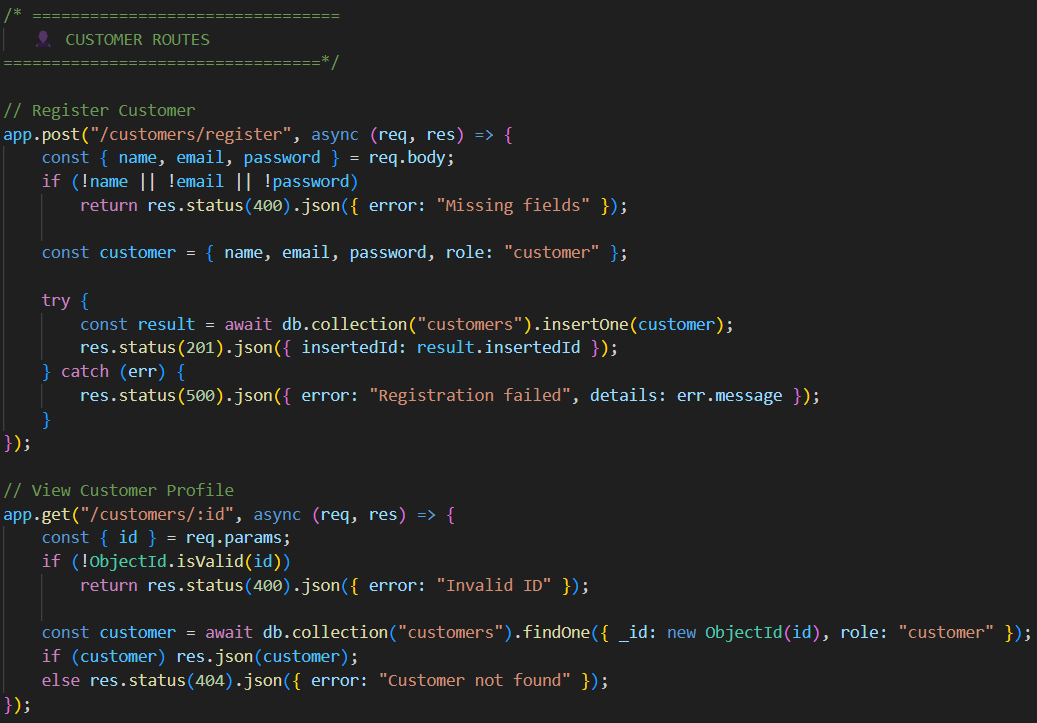 /* ================================
👤 CUSTOMER ROUTES
=================================*/
// Register Customer
app.post("/customers/register", async (req, res) => {
const { name, email, password } = req.body;
if (!name || !email || !password)
return res.status(400).json({ error: "Missing fields" });
const customer = { name, email, password, role: "customer" };
try {
const result = await db.collection("customers").insertOne(customer);
res.status(201).json({ insertedId: result.insertedId });
} catch (err) {
res.status(500).json({ error: "Registration failed", details: err.message });
}
});
// View Customer Profile
app.get("/customers/:id", async (req, res) => {
const { id } = req.params;
if (!ObjectId.isValid(id))
return res.status(400).json({ error: "Invalid ID" });
const customer = await db.collection("customers").findOne({ _id: new ObjectId(id), role: "customer" });
if (customer) res.json(customer);
else res.status(404).json({ error: "Customer not found" });
});